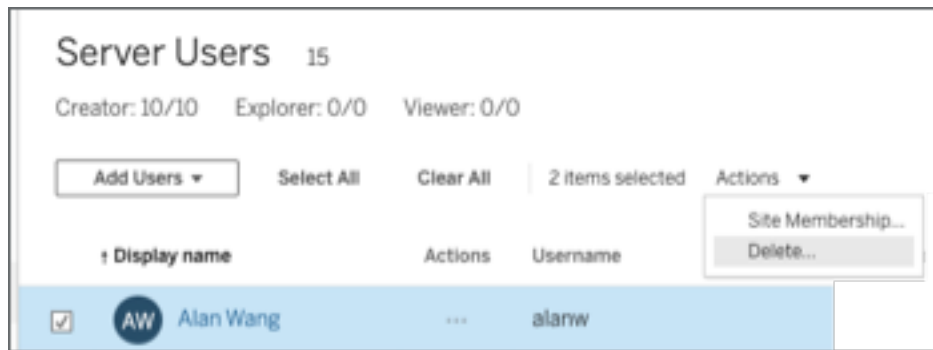 Server Users 15
Creator: 10/10 Explorer: 0/0 Viewer: 0/0
Add Users Select All Clear All 2 items selected Actions
Site Membership...
Delete...
↑ Display name Actions Username
AW Alan Wang ... alanw